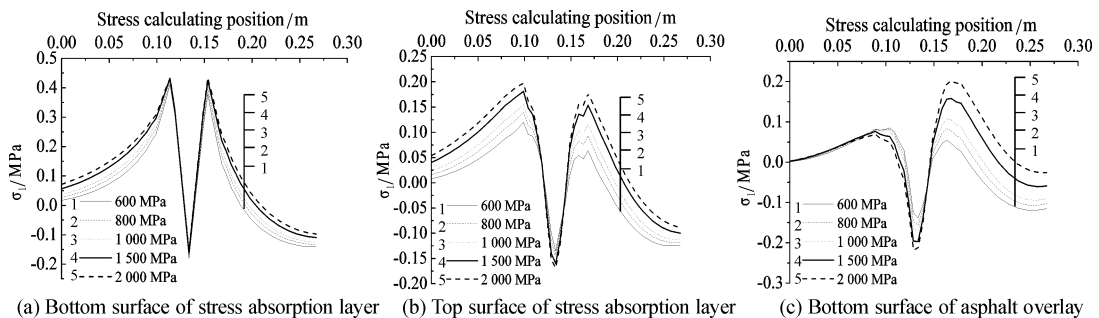 Stress calculating position/m
0.00 0.05 0.10 0.15 0.20 0.25 0.30
0.5
0.4
0.3
0.2
0.1
0.0
-0.1
-0.2
σ1/MPa
5
4
3
2
1
1 600 MPa
2 800 MPa
3 1 000 MPa
4 1 500 MPa
5 2 000 MPa
(a) Bottom surface of stress absorption layer
Stress calculating position/m
0.00 0.05 0.10 0.15 0.20 0.25 0.30
0.20
0.15
0.10
0.05
0.00
-0.05
-0.10
-0.15
-0.20
σ1/MPa
5
4
3
2
1
1 600 MPa
2 800 MPa
3 1 000 MPa
4 1 500 MPa
5 2 000 MPa
(b) Top surface of stress absorption layer
Stress calculating position/m
0.00 0.05 0.10 0.15 0.20 0.25 0.30
0.2
0.1
0.0
-0.1
-0.2
-0.3
σ1/MPa
5
4
3
2
1
1 600 MPa
2 800 MPa
3 1 000 MPa
4 1 500 MPa
5 2 000 MPa
(c) Bottom surface of asphalt overlay